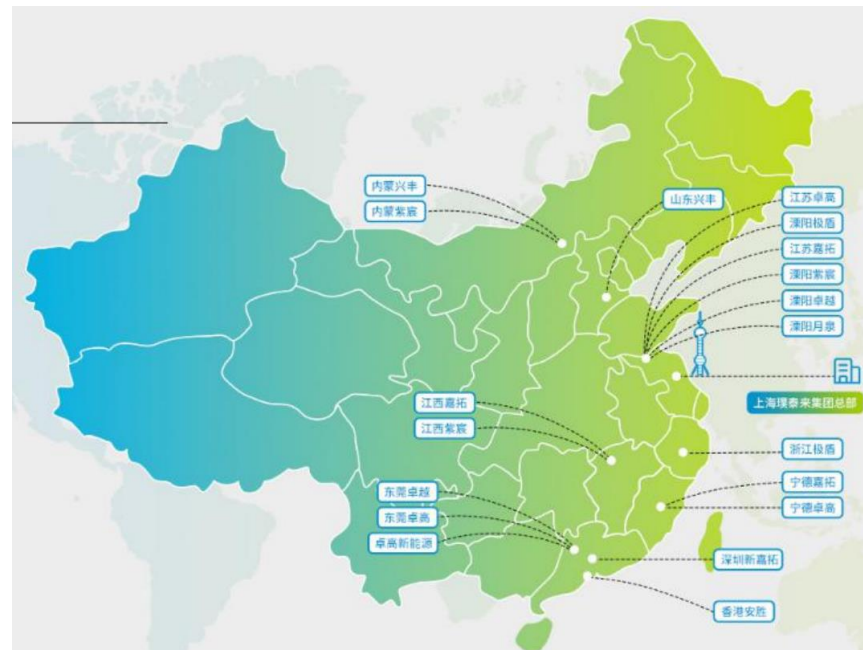 内蒙兴丰
内蒙紫宸
山东兴丰
江苏卓高
溧阳极盾
江苏嘉拓
溧阳紫宸
溧阳卓越
溧阳月泉
上海璞泰来集团总部
江西嘉拓
江西紫宸
浙江极盾
宁德嘉拓
宁德卓高
东莞卓越
东莞卓高
卓高新能源
深圳新嘉拓
香港安胜